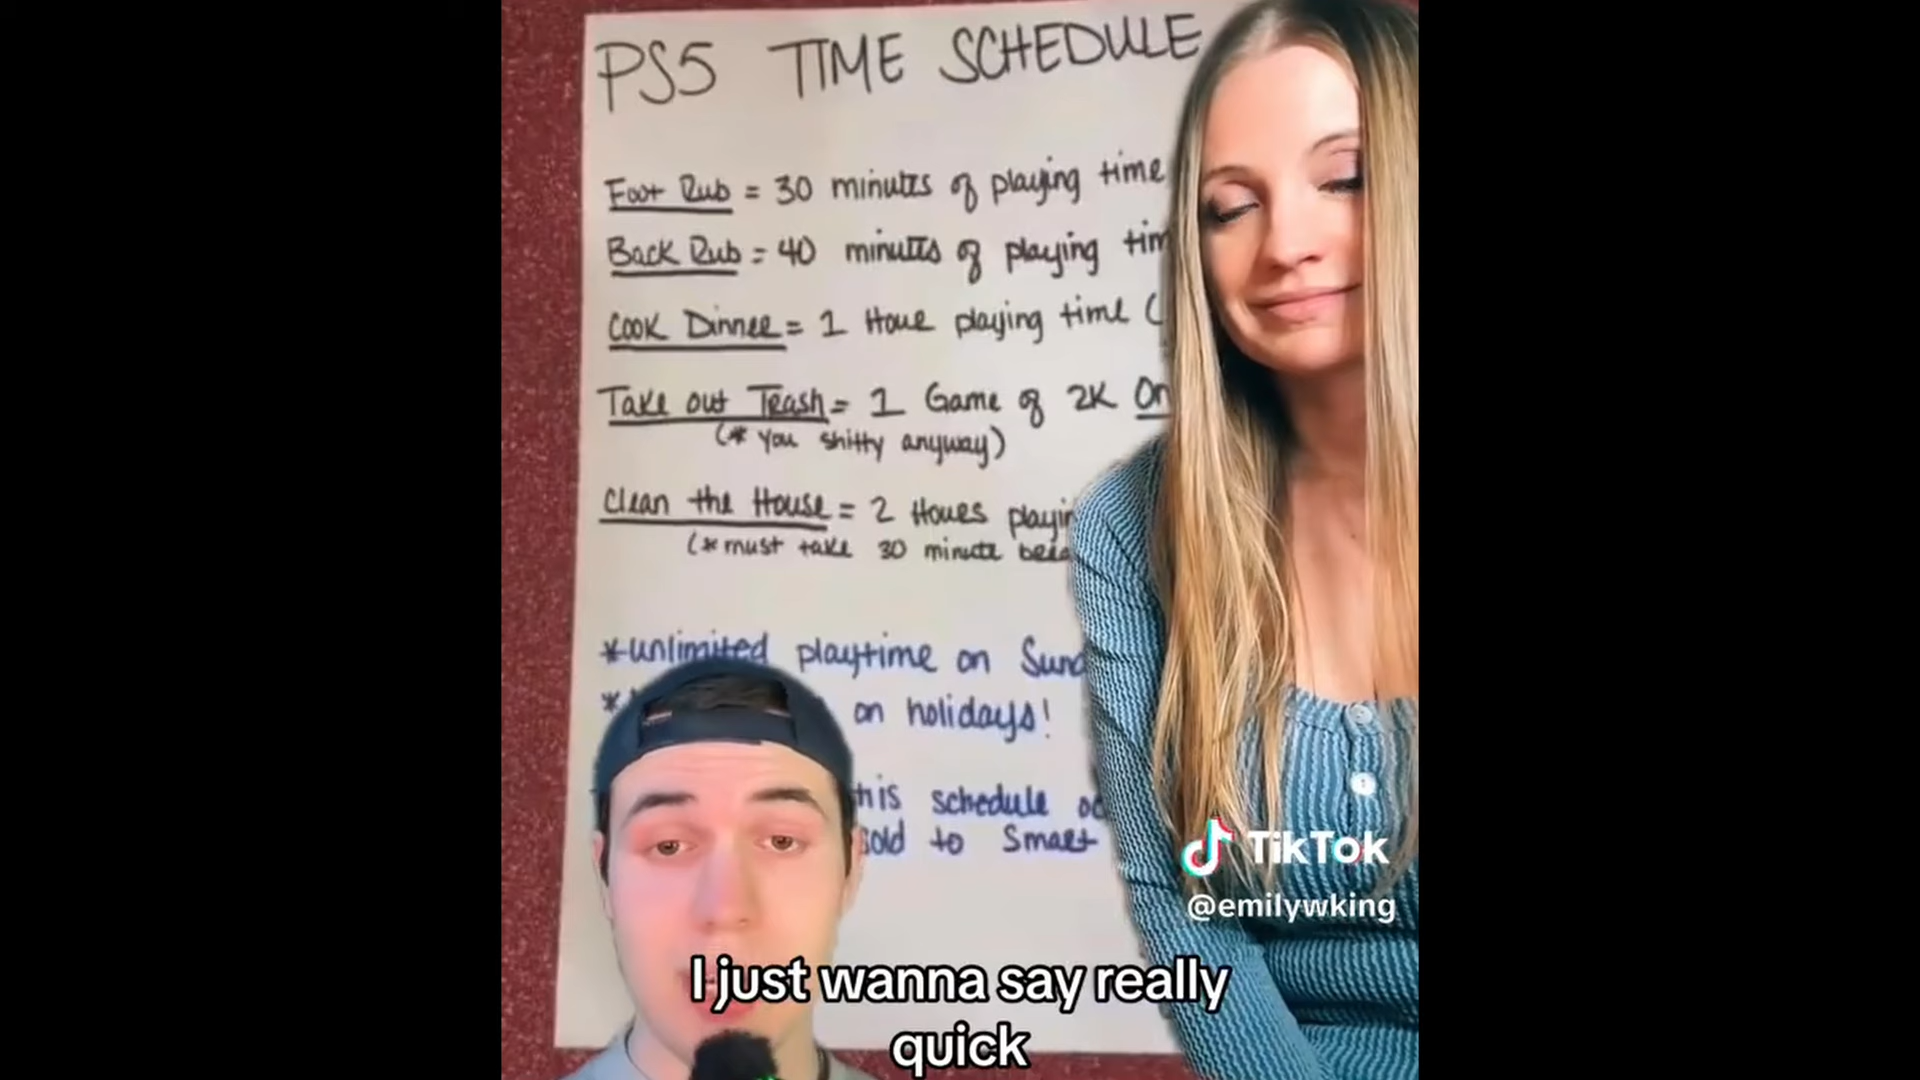 PS5 TIME SCHEDULE
Foot Rub = 30 minutes of playing time
Back Rub = 40 minutes of playing
Cook Dinner = 1 Hour playing time (
Take out Trash = 1 Game of 2K On
(* you shitty anyway)
Clean the House = 2 Hours
(* must take 30 minute
*unlimited playtime on
* on holidays!
schedule
sold to Smart
TikTok
@emilywking
I just wanna say really
quick